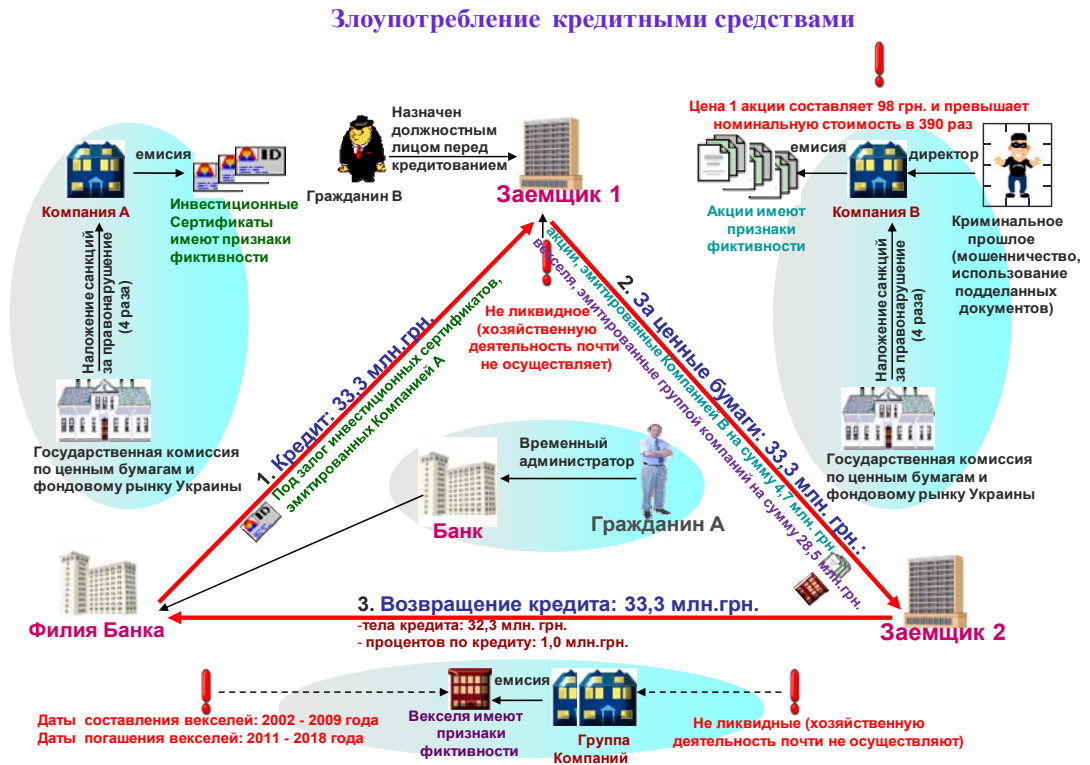 Злоупотребление кредитными средствами
Цена 1 акции составляет 98 грн. и превышает
номинальную стоимость в 390 раз
Назначен
должностным
лицом перед
кредитованием
Гражданин В
Заемщик 1
емисия
ID
Компания А
Инвестиционные
Сертификаты
имеют признаки
фиктивности
Наложение санкций
за правонарушение
(4 раза)
Государственная комиссия
по ценным бумагам и
фондовому рынку Украины
емисия
директор
Акции имеют
признаки
фиктивности
Компания В
Криминальное
прошлое
(мошенничество,
использование
подделанных
документов)
Наложение санкций
за правонарушение
(4 раза)
Государственная комиссия
по ценным бумагам и
фондовому рынку Украины
Не ликвидное
(хозяйственную
деятельность почти
не осуществляет)
1. Кредит: 33,3 млн.грн.
Под залог инвестиционных сертификатов,
эмитированных Компанией А
ID
2. За ценные бумаги: 33,3 млн. грн.:
акции, эмитированные Компанией В на сумму 4,7 млн. грн
векселя, эмитированные группой компаний на сумму 28,5 млн.грн.
Временный
администратор
Банк
Гражданин А
Филия Банка
Заемщик 2
3. Возвращение кредита: 33,3 млн.грн.
-тела кредита: 32,3 млн. грн.
- процентов по кредиту: 1,0 млн.грн.
емисия
Даты составления векселей: 2002 - 2009 года
Даты погашения векселей: 2011 - 2018 года
Векселя имеют
признаки
фиктивности
Группа
Компаний
Не ликвидные (хозяйственную
деятельность почти не осуществляют)